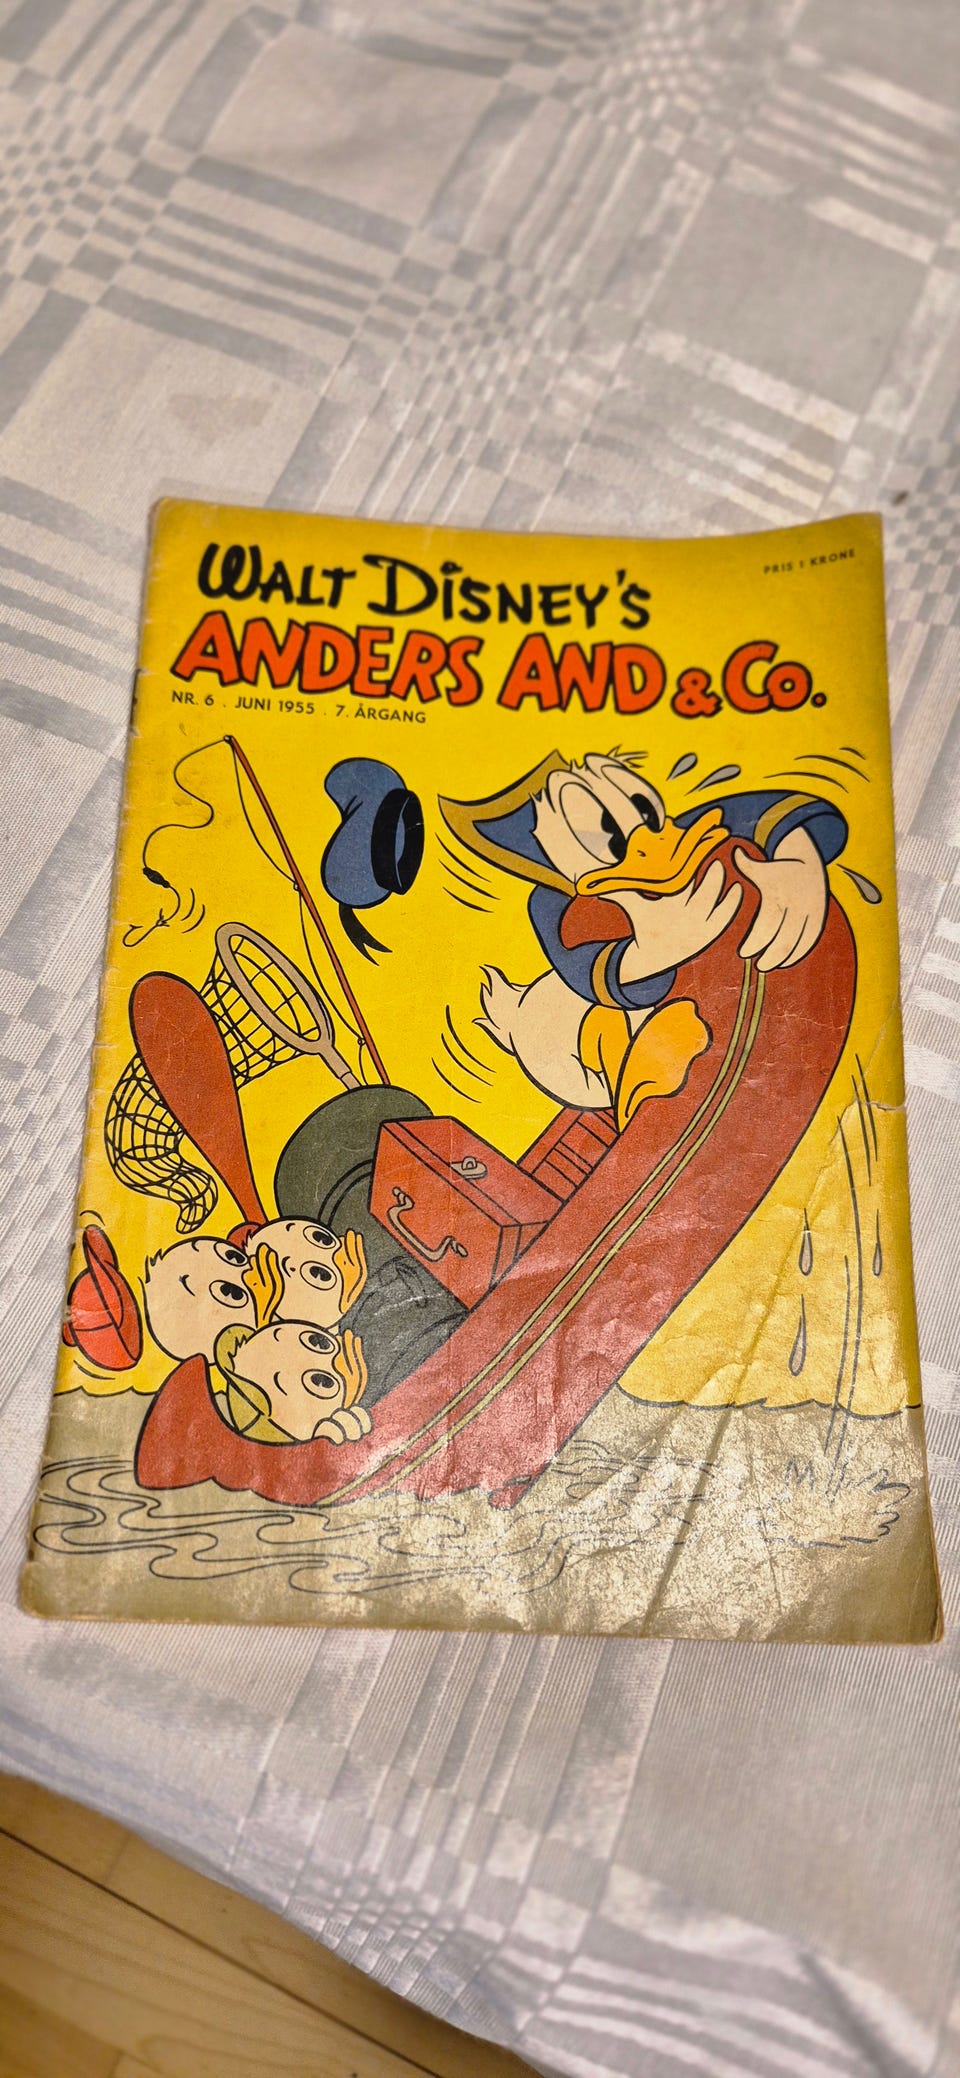 PRIS 1 KRONE
WALT DISNEY'S
ANDERS AND & Co.
NR. 6 . JUNI 1955 . 7. ÅRGANG